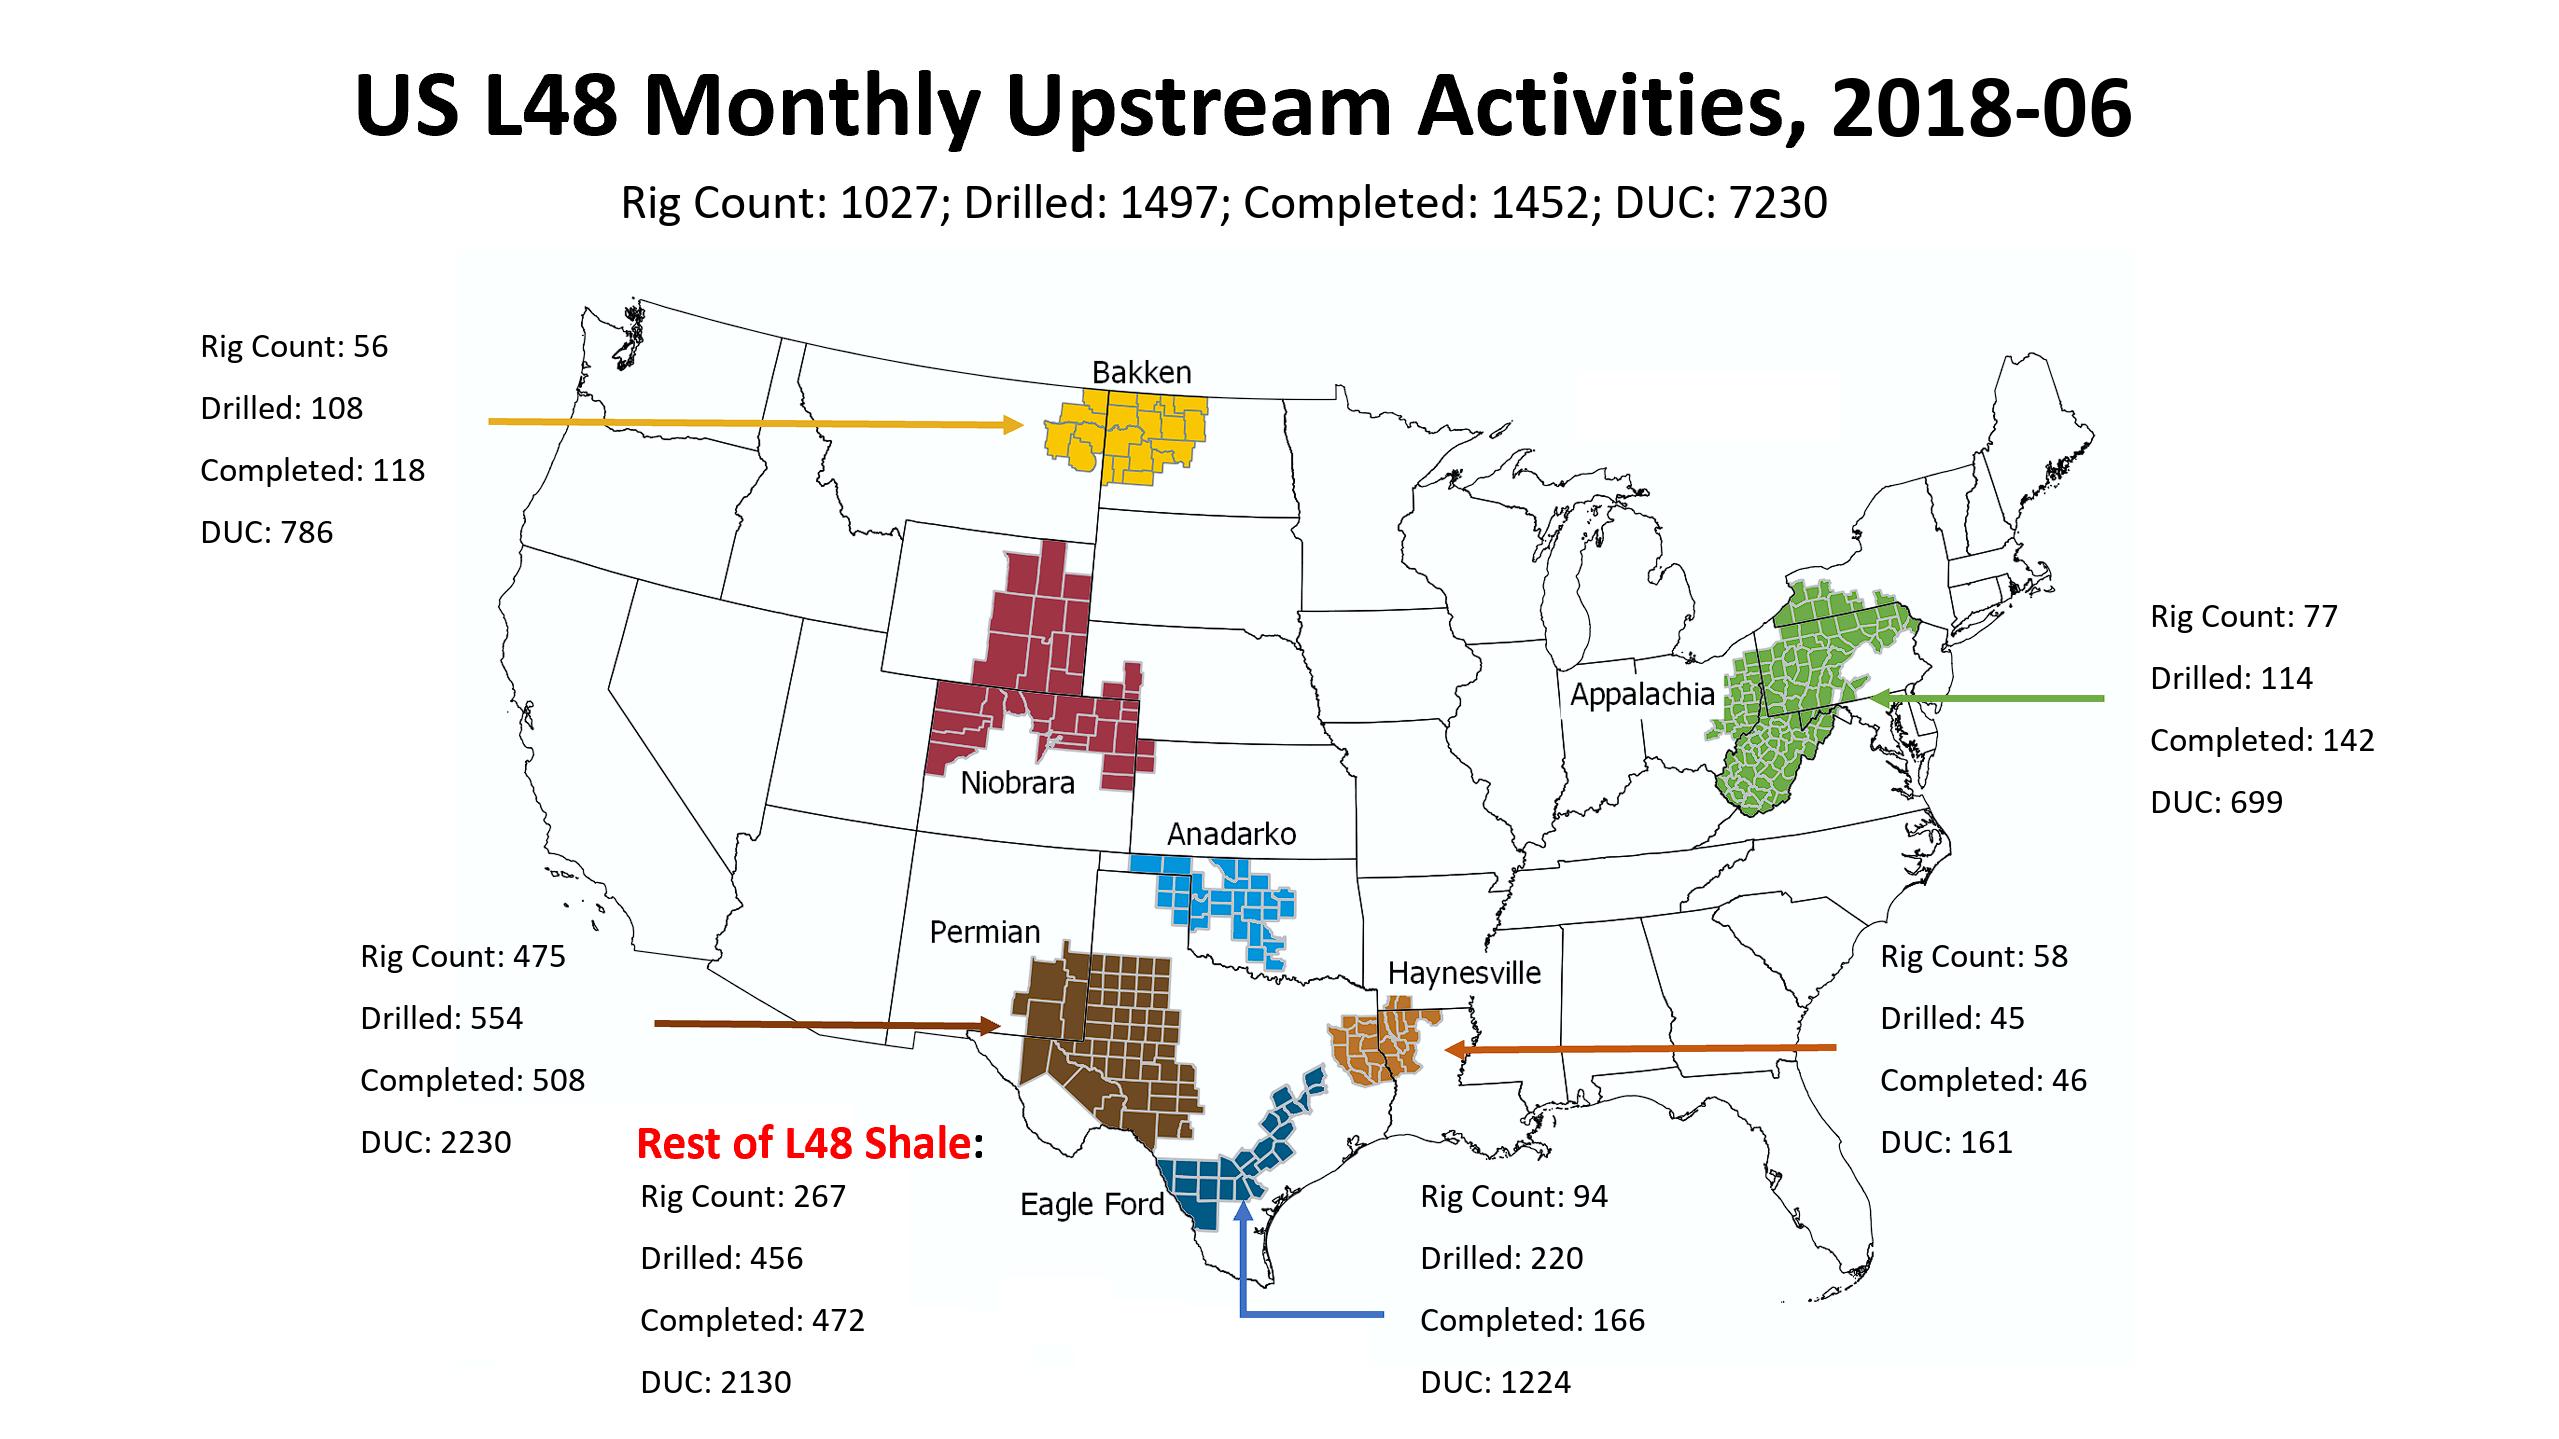 US L48 Monthly Upstream Activities, 2018-06
Rig Count: 1027; Drilled: 1497; Completed: 1452; DUC: 7230
Rig Count: 56
Drilled: 108
Completed: 118
DUC: 786
Bakken
Rig Count: 77
Drilled: 114
Completed: 142
DUC: 699
Appalachia
Niobrara
Anadarko
Permian
Rig Count: 475
Drilled: 554
Completed: 508
DUC: 2230
Haynesville
Rig Count: 58
Drilled: 45
Completed: 46
DUC: 161
Rest of L48 Shale:
Rig Count: 267
Drilled: 456
Completed: 472
DUC: 2130
Eagle Ford
Rig Count: 94
Drilled: 220
Completed: 166
DUC: 1224